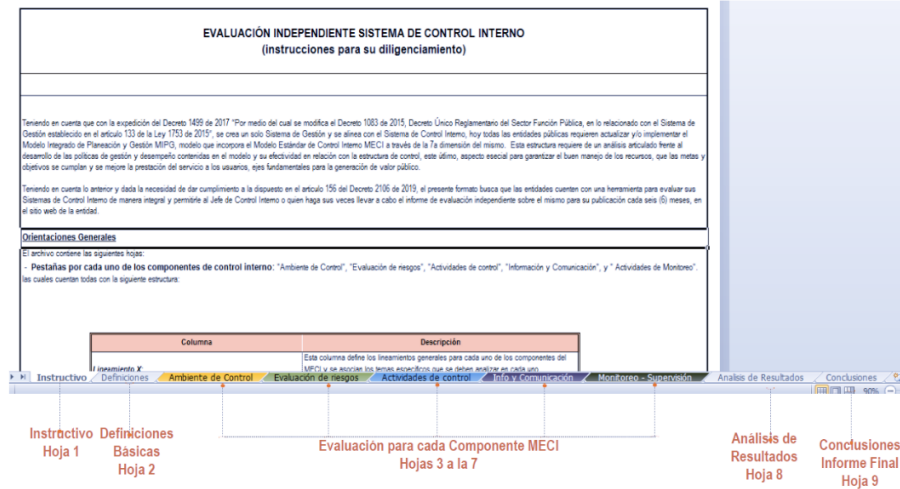 EVALUACIÓN INDEPENDIENTE SISTEMA DE CONTROL INTERNO
(instrucciones para su diligenciamiento)
Teniendo en cuenta que con la expedición del Decreto 1499 de 2017 "Por medio del cual se modifica el Decreto 1083 de 2015, Decreto Único Reglamentario del Sector Función Pública, en lo relacionado con el Sistema de
Gestión establecido en el artículo 133 de la Ley 1753 de 2015", se crea un solo Sistema de Gestión y se alinea con el Sistema de Control Interno, hoy todas las entidades públicas requieren actualizar y/o implementar el
Modelo Integrado de Planeación y Gestión MIPG, modelo que incorpora el Modelo Estándar de Control Interno MECI a través de la 7a dimensión del mismo. Esta estructura requiere de un análisis articulado frente al
desarrollo de las políticas de gestión y desempeño contenidas en el modelo y su efectividad en relación con la estructura de control, este útlimo, aspecto esecial para garantizar el buen manejo de los recursos, que las metas y
objetivos se cumplan y se mejore la prestación del servicio a los usuarios, ejes fundamentales para la generación de valor público.
Teniendo en cuenta lo anterior y dada la necesidad de dar cumplimiento a la dispuesto en el articulo 156 del Decreto 2106 de 2019, el presente formato busca que las entidades cuenten con una herramienta para evaluar sus
Sistemas de Control Interno de manera integral y permitirle al Jefe de Control Interno o quien haga sus veces llevar a cabo el informe de evaluación independiente sobre el mismo para su publicación cada seis (6) meses, en
el sitio web de la entidad.
Orientaciones Generales
El archivo contiene las siguientes hojas:
- Pestañas por cada uno de los componentes de control interno: "Ambiente de Control", "Evaluación de riesgos", "Actividades de control", "Información y Comunicación", y " Actividades de Monitoreo".
las cuales cuentan todas con la siguiente estructura:
Columna Descripción
Lineamiento X: Esta columna define los lineamientos generales para cada uno de los componentes del
MECI y se asocian los temas específicos que se deben analizar en cada uno.
Instructivo Definiciones Ambiente de Control Evaluación de riesgos Actividades de control Info y Comunicación Monitoreo - Supervisión Analisis de Resultados Conclusiones
90%
Instructivo Definiciones
Hoja 1 Básicas
Hoja 2
Evaluación para cada Componente MECI
Hojas 3 a la 7
Análisis de
Resultados
Hoja 8
Conclusiones
Informe Final
Hoja 9